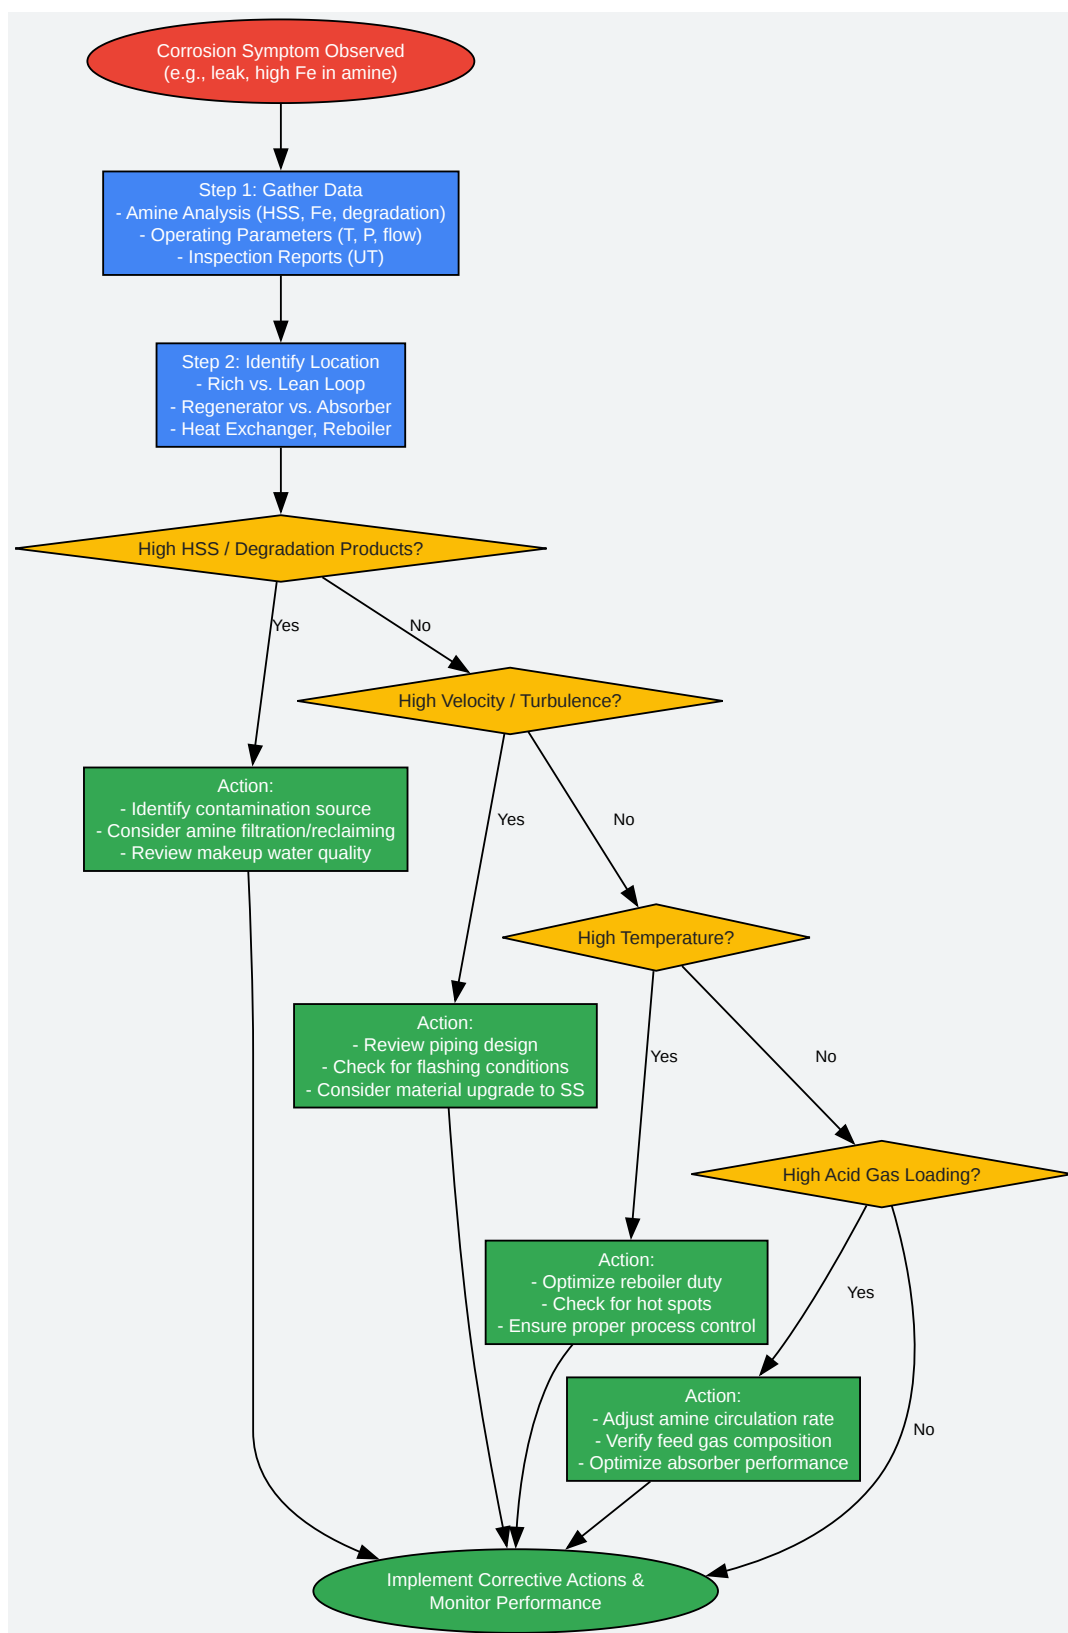 Corrosion Symptom Observed
(e.g., leak, high Fe in amine)
Step 1: Gather Data
- Amine Analysis (HSS, Fe, degradation)
- Operating Parameters (T, P, flow)
- Inspection Reports (UT)
Step 2: Identify Location
- Rich vs. Lean Loop
- Regenerator vs. Absorber
- Heat Exchanger, Reboiler
High HSS / Degradation Products?
Yes
No
High Velocity / Turbulence?
Action:
- Identify contamination source
- Consider amine filtration/reclaiming
- Review makeup water quality
Yes
No
High Temperature?
Action:
- Review piping design
- Check for flashing conditions
- Consider material upgrade to SS
Yes
No
High Acid Gas Loading?
Action:
- Optimize reboiler duty
- Check for hot spots
- Ensure proper process control
Yes
Action:
- Adjust amine circulation rate
- Verify feed gas composition
- Optimize absorber performance
No
Implement Corrective Actions &
Monitor Performance